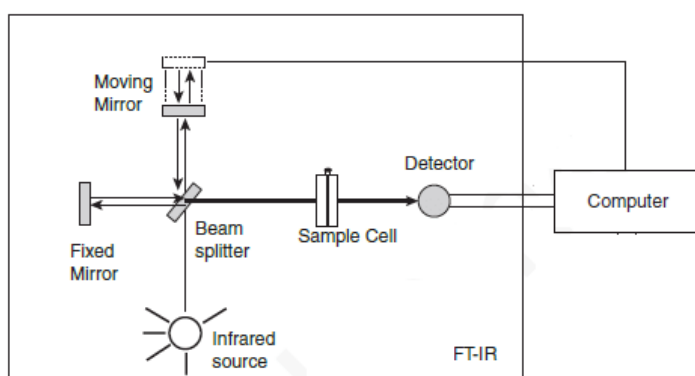 Moving
Mirror
Detector
Computer
Beam
splitter
Sample Cell
Fixed
Mirror
Infrared
source
FT-IR